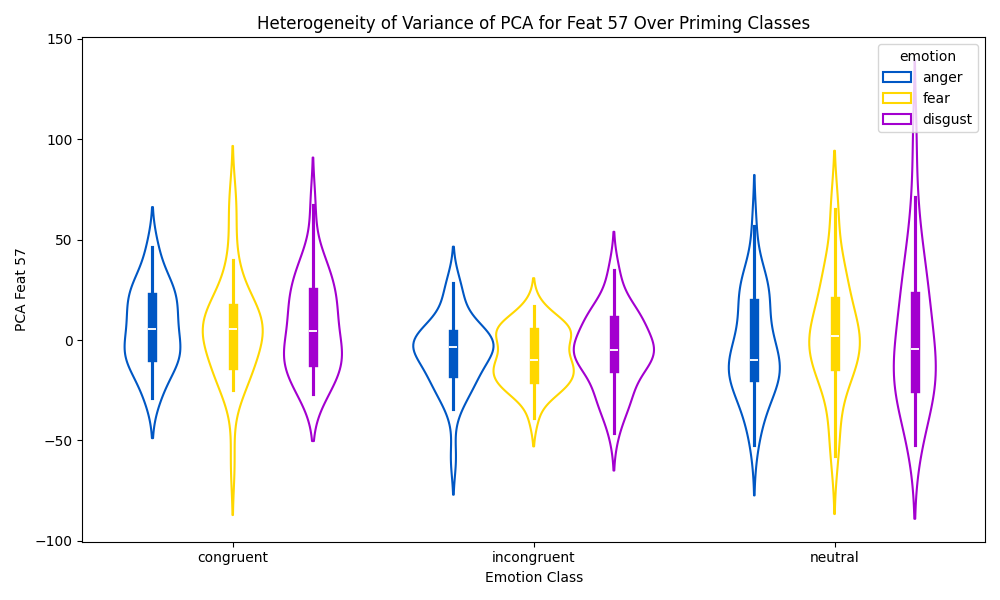 Heterogeneity of Variance of PCA for Feat 57 Over Priming Classes
emotion
anger
fear
disgust
150
100
50
0
−50
−100
PCA Feat 57
congruent
incongruent
neutral
Emotion Class